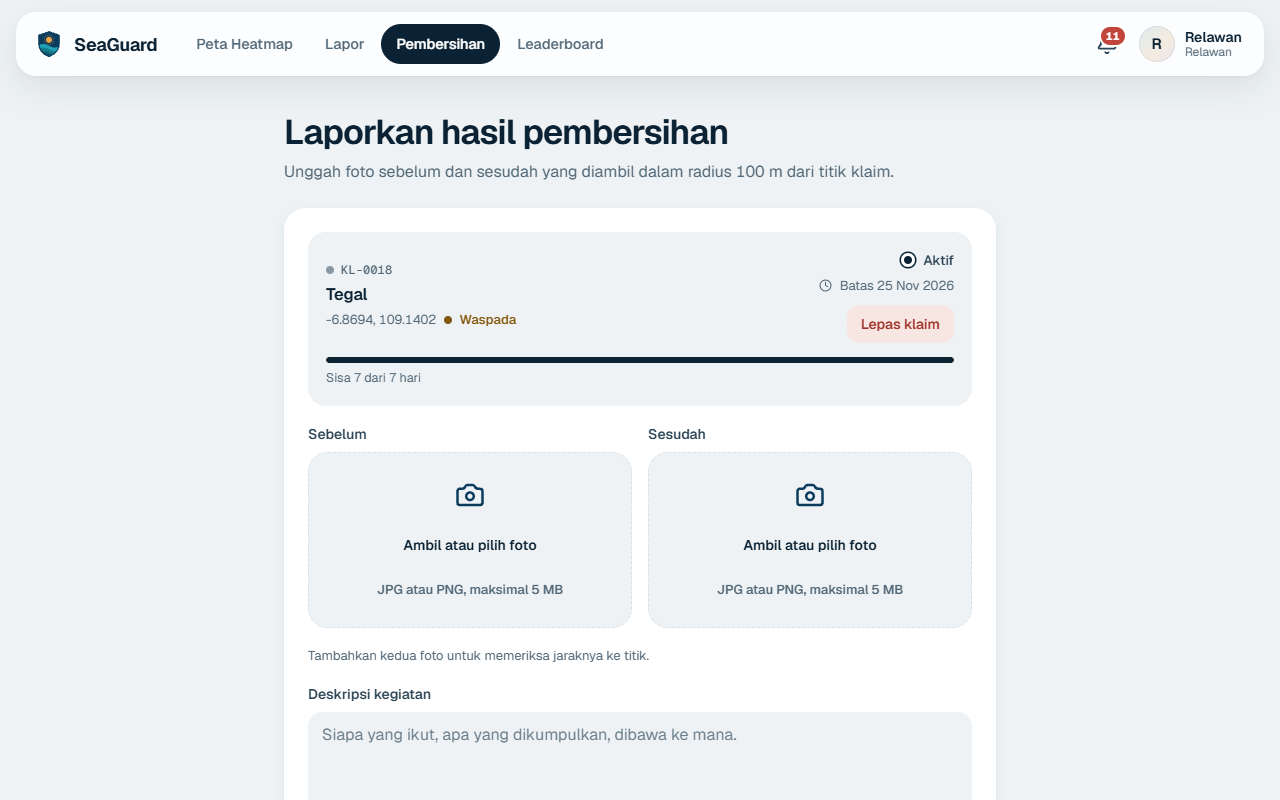 SeaGuard
Peta Heatmap
Lapor
Pembersihan
Leaderboard
11
R
Relawan
Relawan
Laporkan hasil pembersihan
Unggah foto sebelum dan sesudah yang diambil dalam radius 100 m dari titik klaim.
KL-0018
Tegal
-6.8694, 109.1402 Waspada
Aktif
Batas 25 Nov 2026
Lepas klaim
Sisa 7 dari 7 hari
Sebelum
Ambil atau pilih foto
JPG atau PNG, maksimal 5 MB
Sesudah
Ambil atau pilih foto
JPG atau PNG, maksimal 5 MB
Tambahkan kedua foto untuk memeriksa jaraknya ke titik.
Deskripsi kegiatan
Siapa yang ikut, apa yang dikumpulkan, dibawa ke mana.